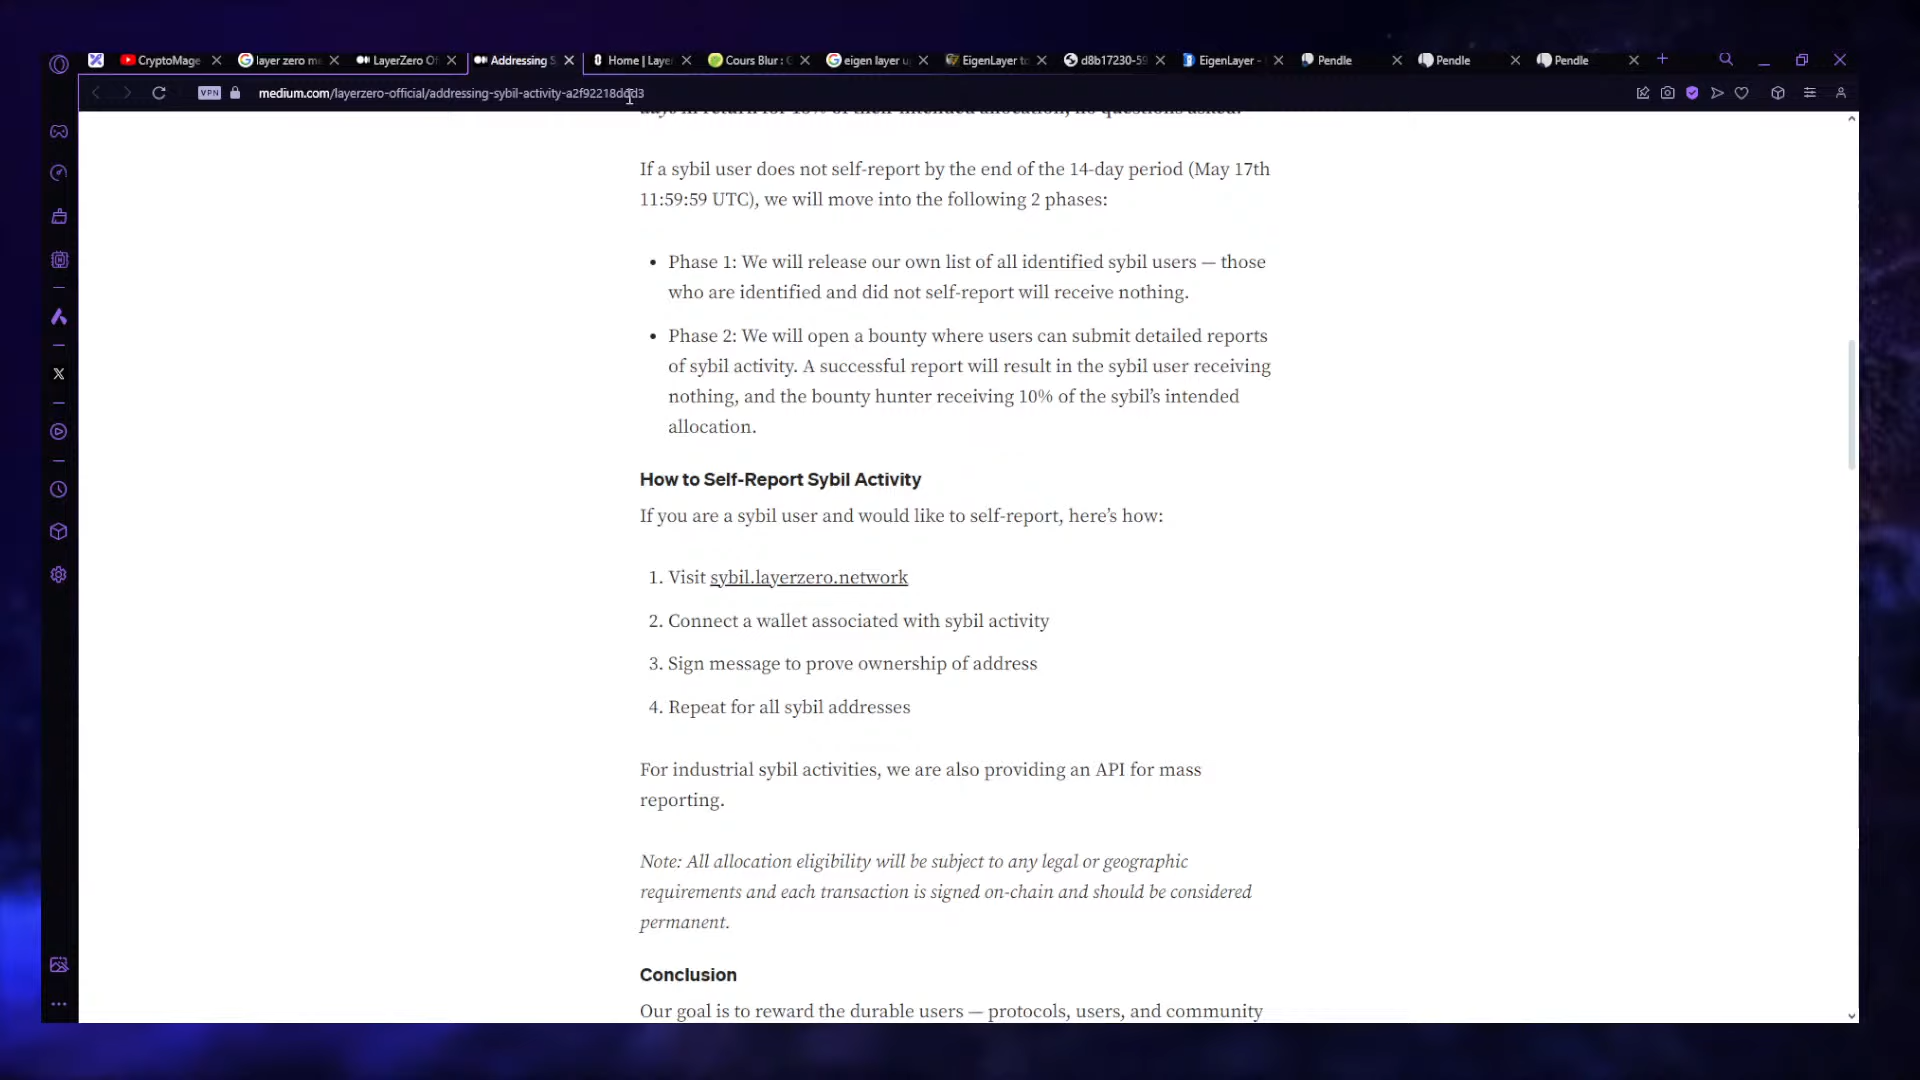 CryptoMage
layer zero m
LayerZero Of
Addressing S
Home | Laye
Cours Blur : C
eigen layer u
EigenLayer to
d8b17230-59
EigenLayer -
Pendle
Pendle
Pendle
VPN
medium.com/layerzero-official/addressing-sybil-activity-a2f92218ddd3
If a sybil user does not self-report by the end of the 14-day period (May 17th
11:59:59 UTC), we will move into the following 2 phases:
• Phase 1: We will release our own list of all identified sybil users — those
who are identified and did not self-report will receive nothing.
• Phase 2: We will open a bounty where users can submit detailed reports
of sybil activity. A successful report will result in the sybil user receiving
nothing, and the bounty hunter receiving 10% of the sybil’s intended
allocation.
How to Self-Report Sybil Activity
If you are a sybil user and would like to self-report, here’s how:
1. Visit sybil.layerzero.network
2. Connect a wallet associated with sybil activity
3. Sign message to prove ownership of address
4. Repeat for all sybil addresses
For industrial sybil activities, we are also providing an API for mass
reporting.
Note: All allocation eligibility will be subject to any legal or geographic
requirements and each transaction is signed on-chain and should be considered
permanent.
Conclusion
Our goal is to reward the durable users — protocols, users, and community